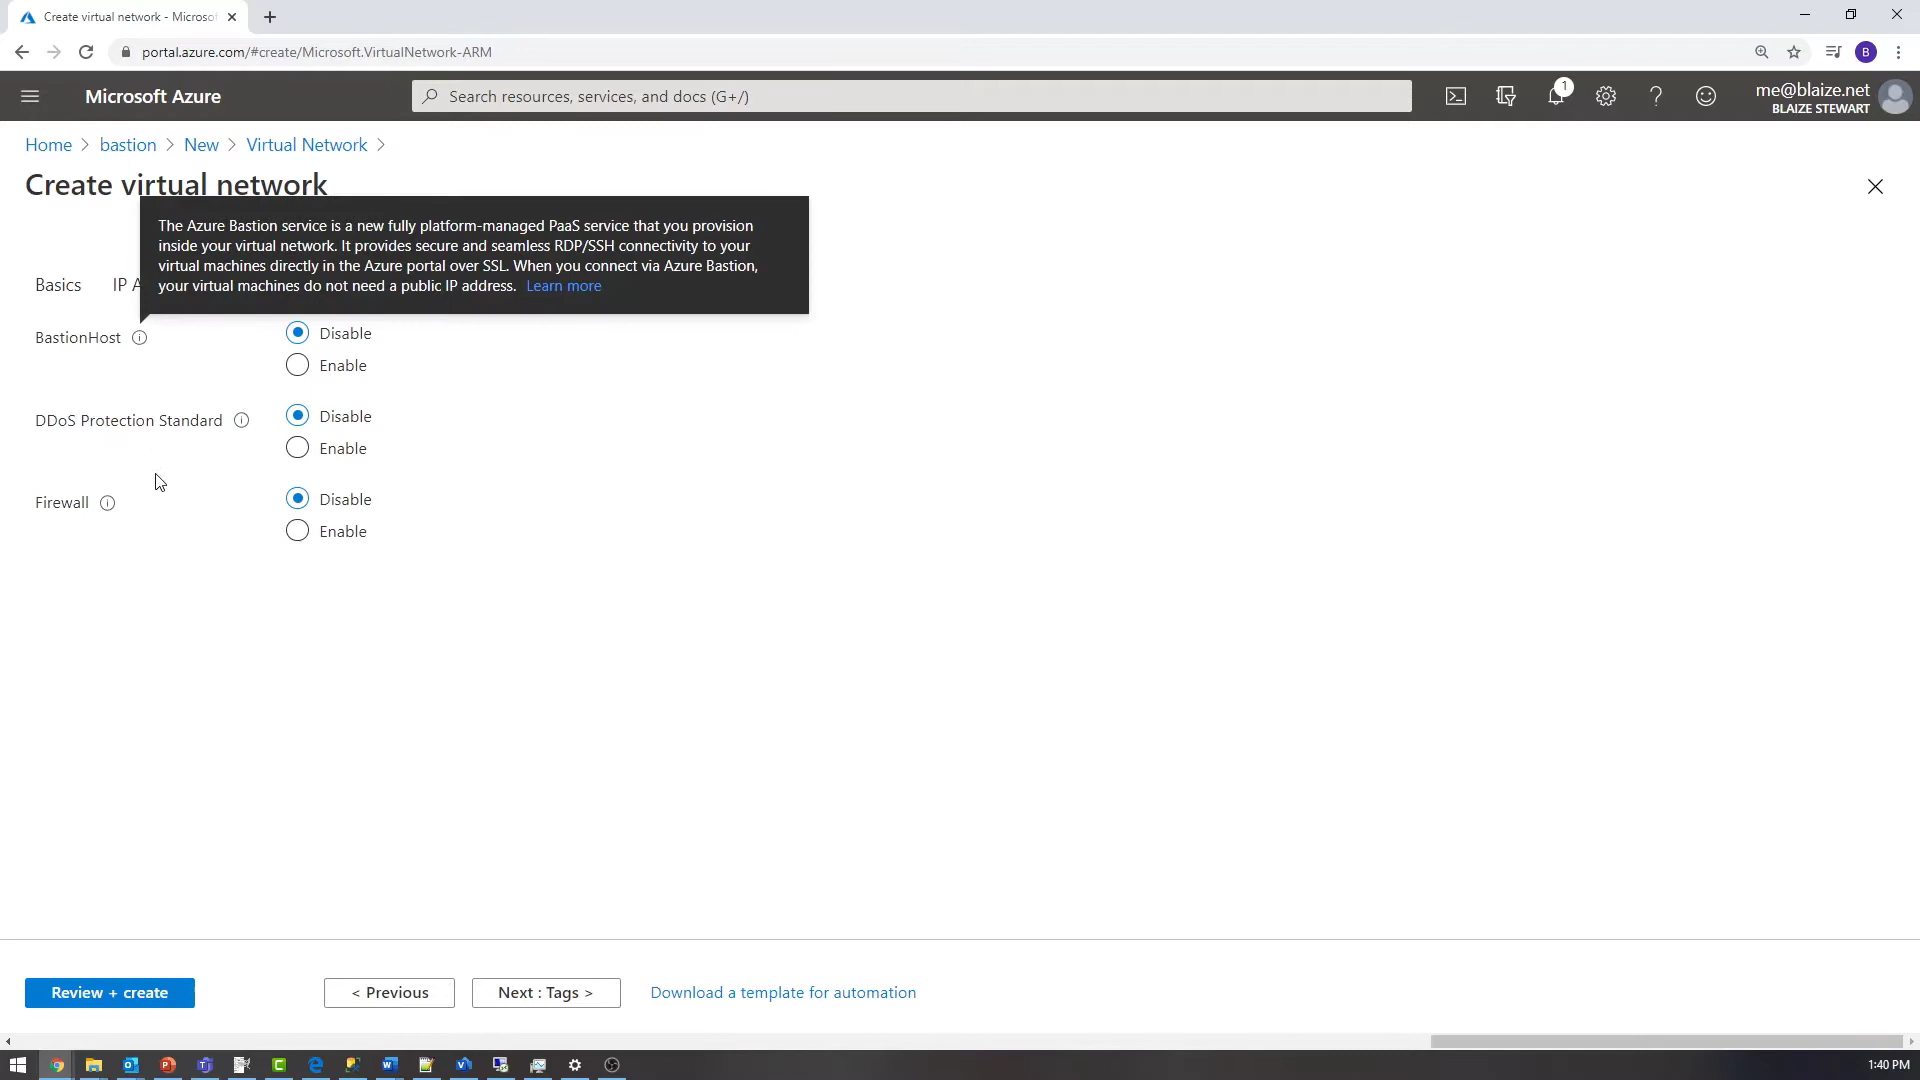 Create virtual network - Microsof
portal.azure.com/#create/Microsoft.VirtualNetwork-ARM
B
Microsoft Azure
Search resources, services, and docs (G+/)
1
me@blaize.net
BLAIZE STEWART
Home > bastion > New > Virtual Network >
Create virtual network
The Azure Bastion service is a new fully platform-managed PaaS service that you provision
inside your virtual network. It provides secure and seamless RDP/SSH connectivity to your
virtual machines directly in the Azure portal over SSL. When you connect via Azure Bastion,
your virtual machines do not need a public IP address. Learn more
Basics IP A
BastionHost
Disable
Enable
DDoS Protection Standard
Disable
Enable
Firewall
Disable
Enable
Review + create
< Previous
Next : Tags >
Download a template for automation
1:40 PM